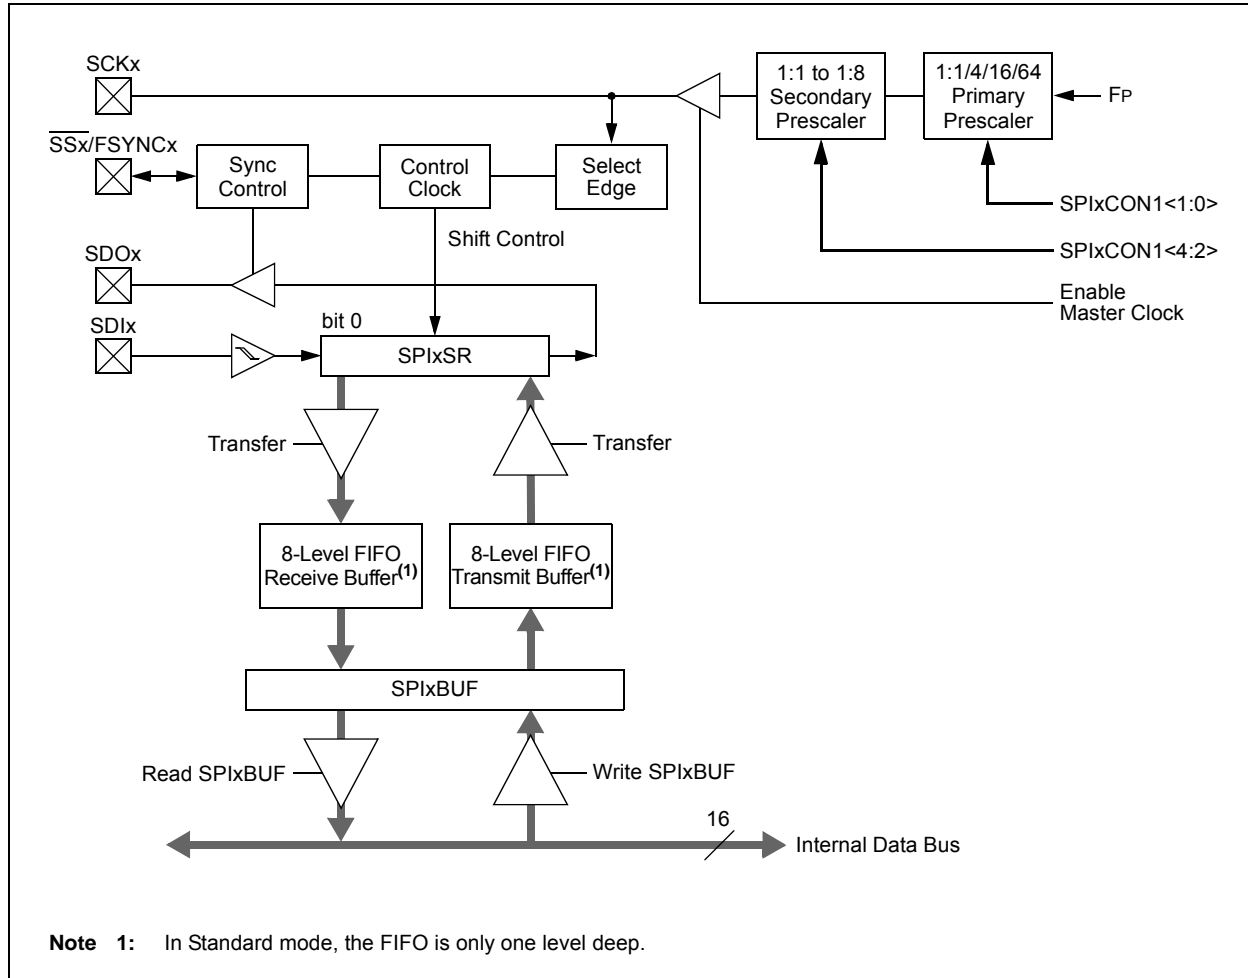 SCKx
1:1 to 1:8
Secondary
Prescaler
1:1/4/16/64
Primary
Prescaler
FP
SSx/FSYNCx
Sync
Control
Control
Clock
Select
Edge
SPIxCON1<1:0>
Shift Control
SPIxCON1<4:2>
SDOx
Enable
Master Clock
SDIx
bit 0
SPIxSR
Transfer
Transfer
8-Level FIFO
Receive Buffer(1)
8-Level FIFO
Transmit Buffer(1)
SPIxBUF
Read SPIxBUF
Write SPIxBUF
16
Internal Data Bus
Note 1: In Standard mode, the FIFO is only one level deep.